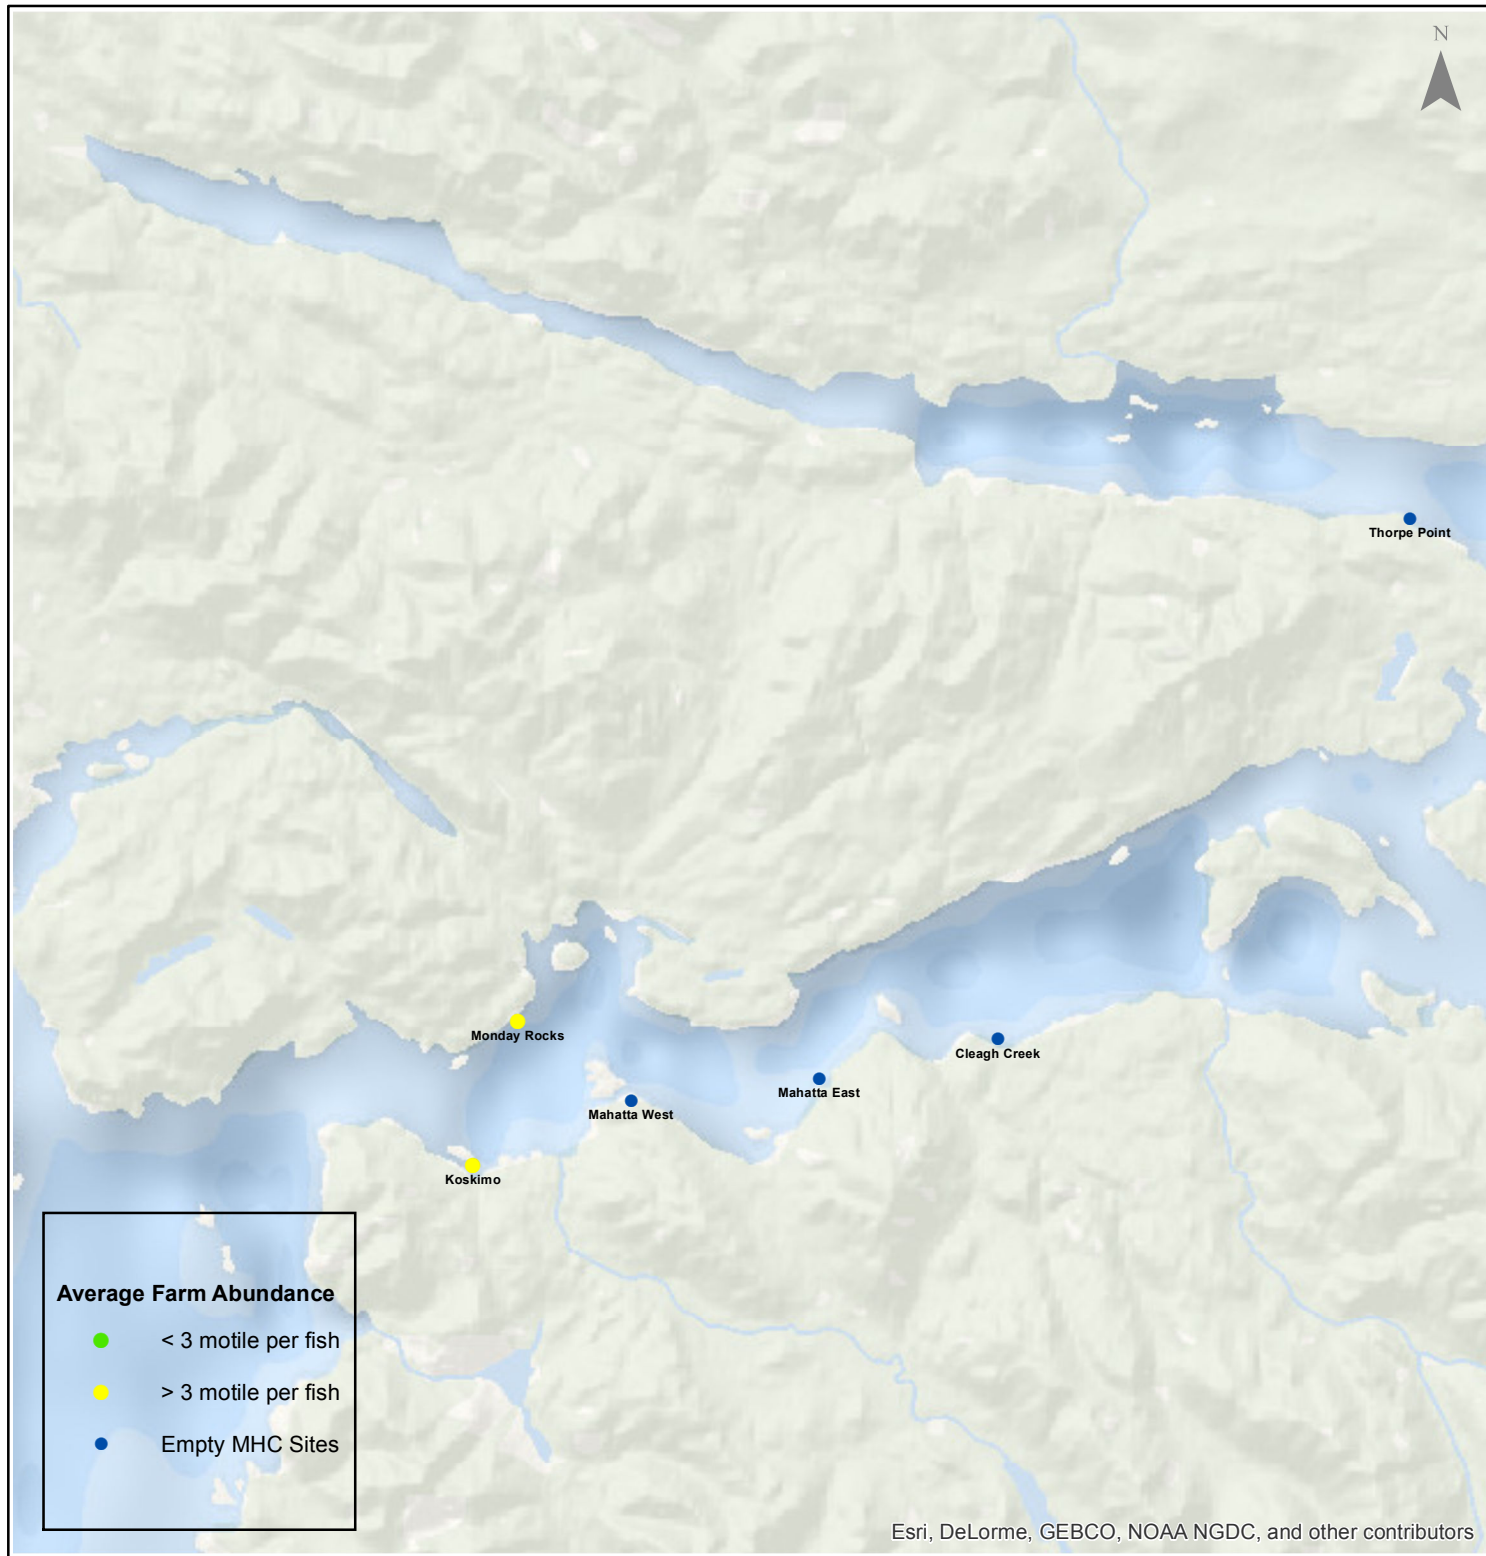 N
Thorpe Point
Monday Rocks
Cleagh Creek
Mahatta East
Mahatta West
Koskimo
Average Farm Abundance
< 3 motile per fish
> 3 motile per fish
Empty MHC Sites
Esri, DeLorme, GEBCO, NOAA NGDC, and other contributors